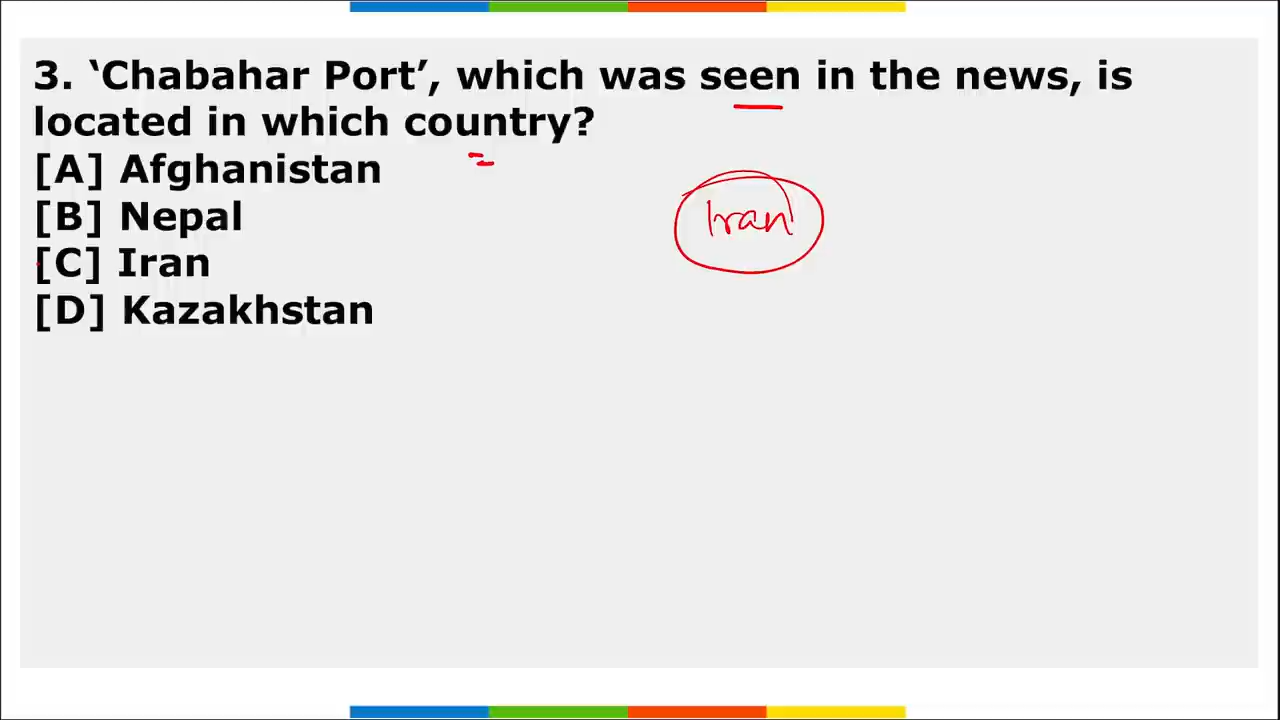 3. ‘Chabahar Port’, which was seen in the news, is
located in which country?
[A] Afghanistan
[B] Nepal
[C] Iran
[D] Kazakhstan
Iran